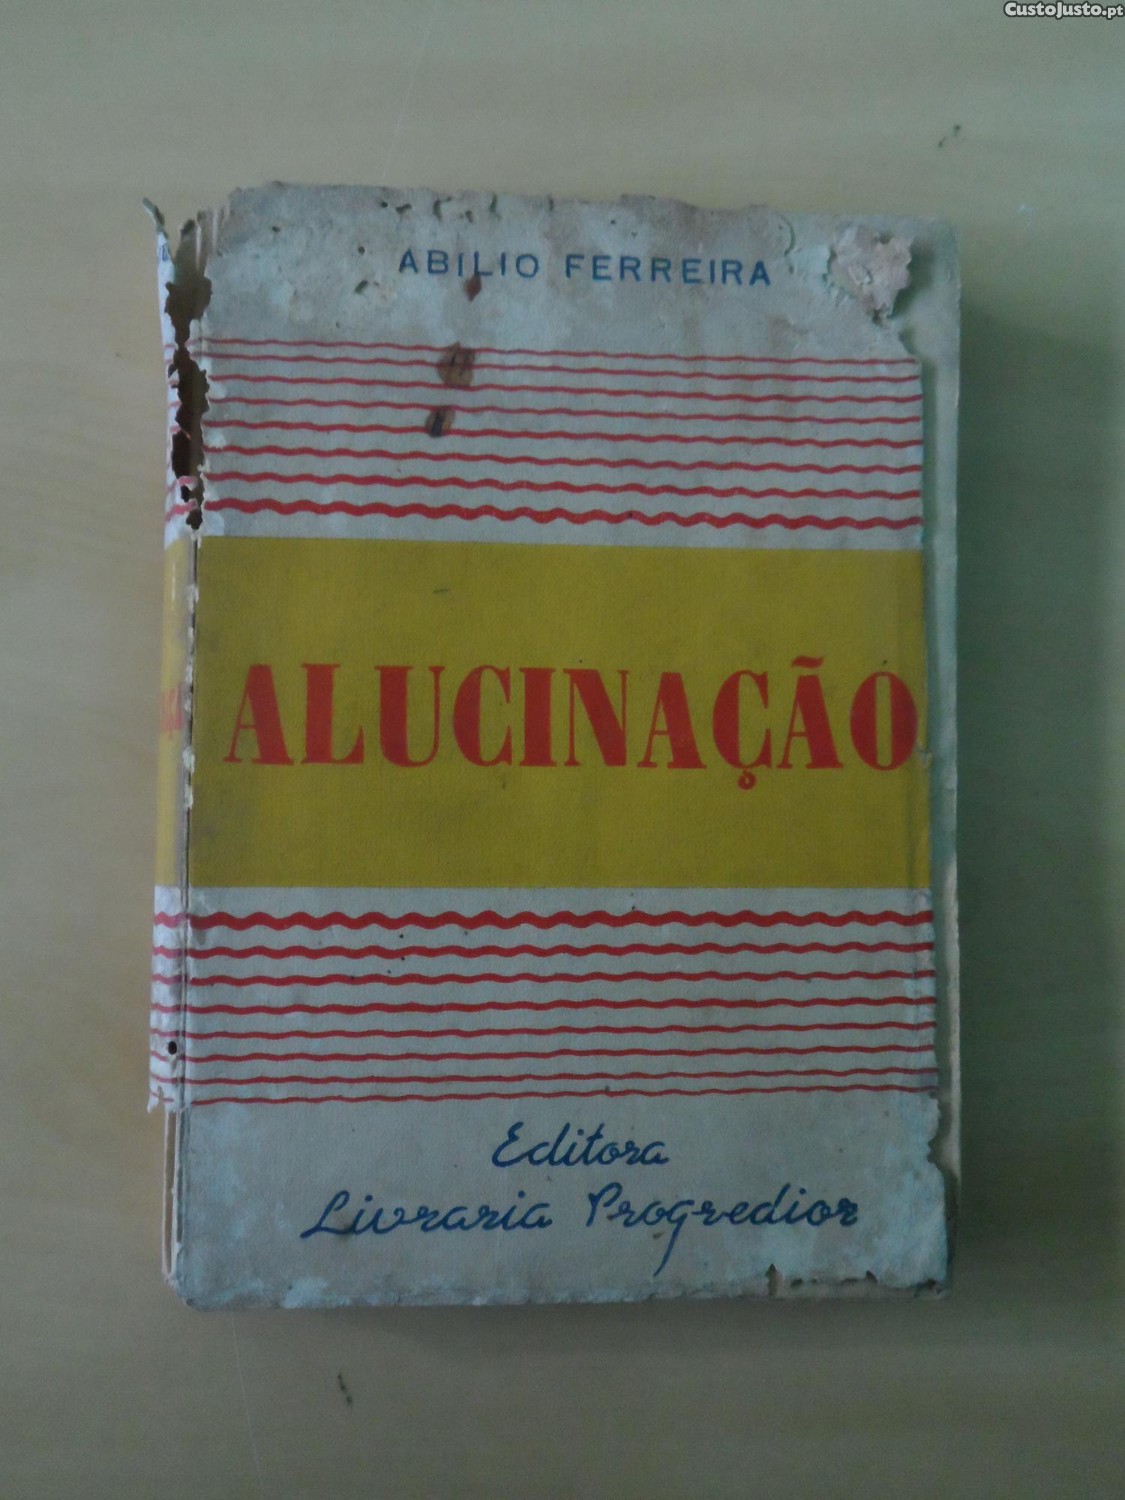 CustoJusto.pt
ABILIO FERREIRA
ALUCINAÇÃO
Editora
Livraria Progredior